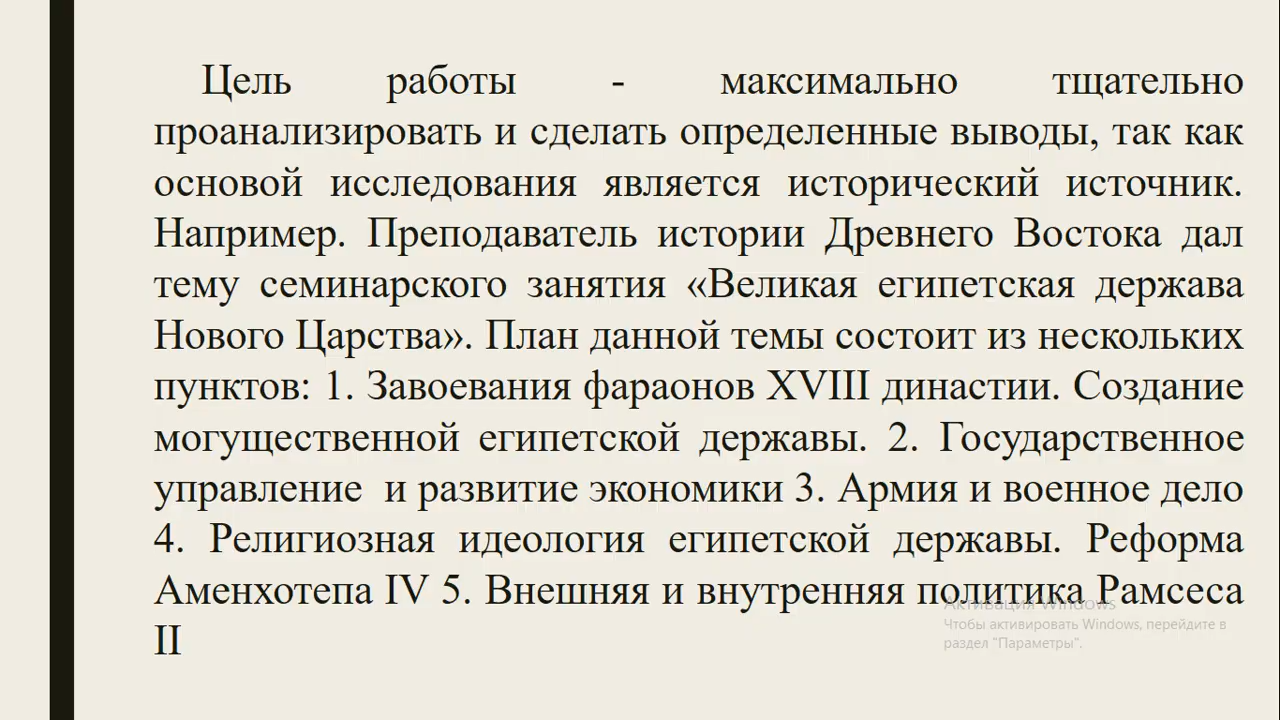 Цель работы - максимально тщательно
проанализировать и сделать определенные выводы, так как
основой исследования является исторический источник.
Например. Преподаватель истории Древнего Востока дал
тему семинарского занятия «Великая египетская держава
Нового Царства». План данной темы состоит из нескольких
пунктов: 1. Завоевания фараонов XVIII династии. Создание
могущественной египетской державы. 2. Государственное
управление  и развитие экономики 3. Армия и военное дело
4. Религиозная идеология египетской державы. Реформа
Аменхотепа IV 5. Внешняя и внутренняя политика Рамсеса
II
Активация Windows
Чтобы активировать Windows, перейдите в
раздел "Параметры".